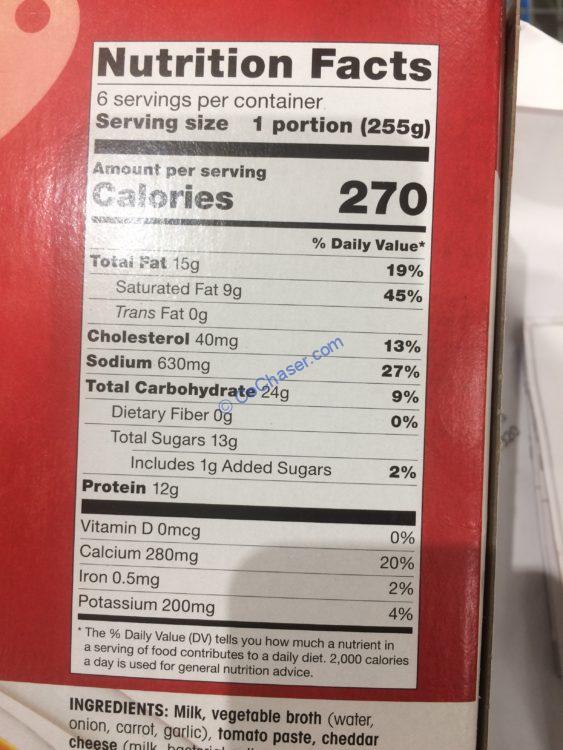 Nutrition Facts
6 servings per container
Serving size 1 portion (255g)
Amount per serving
Calories 270
% Daily Value*
Total Fat 15g 19%
Saturated Fat 9g 45%
Trans Fat 0g
Cholesterol 40mg 13%
Sodium 630mg 27%
Total Carbohydrate 24g 9%
Dietary Fiber 0g 0%
Total Sugars 13g
Includes 1g Added Sugars 2%
Protein 12g
Vitamin D 0mcg 0%
Calcium 280mg 20%
Iron 0.5mg 2%
Potassium 200mg 4%
* The % Daily Value (DV) tells you how much a nutrient in
a serving of food contributes to a daily diet. 2,000 calories
a day is used for general nutrition advice.
INGREDIENTS: Milk, vegetable broth (water,
onion, carrot, garlic), tomato paste, cheddar
cheese (milk,